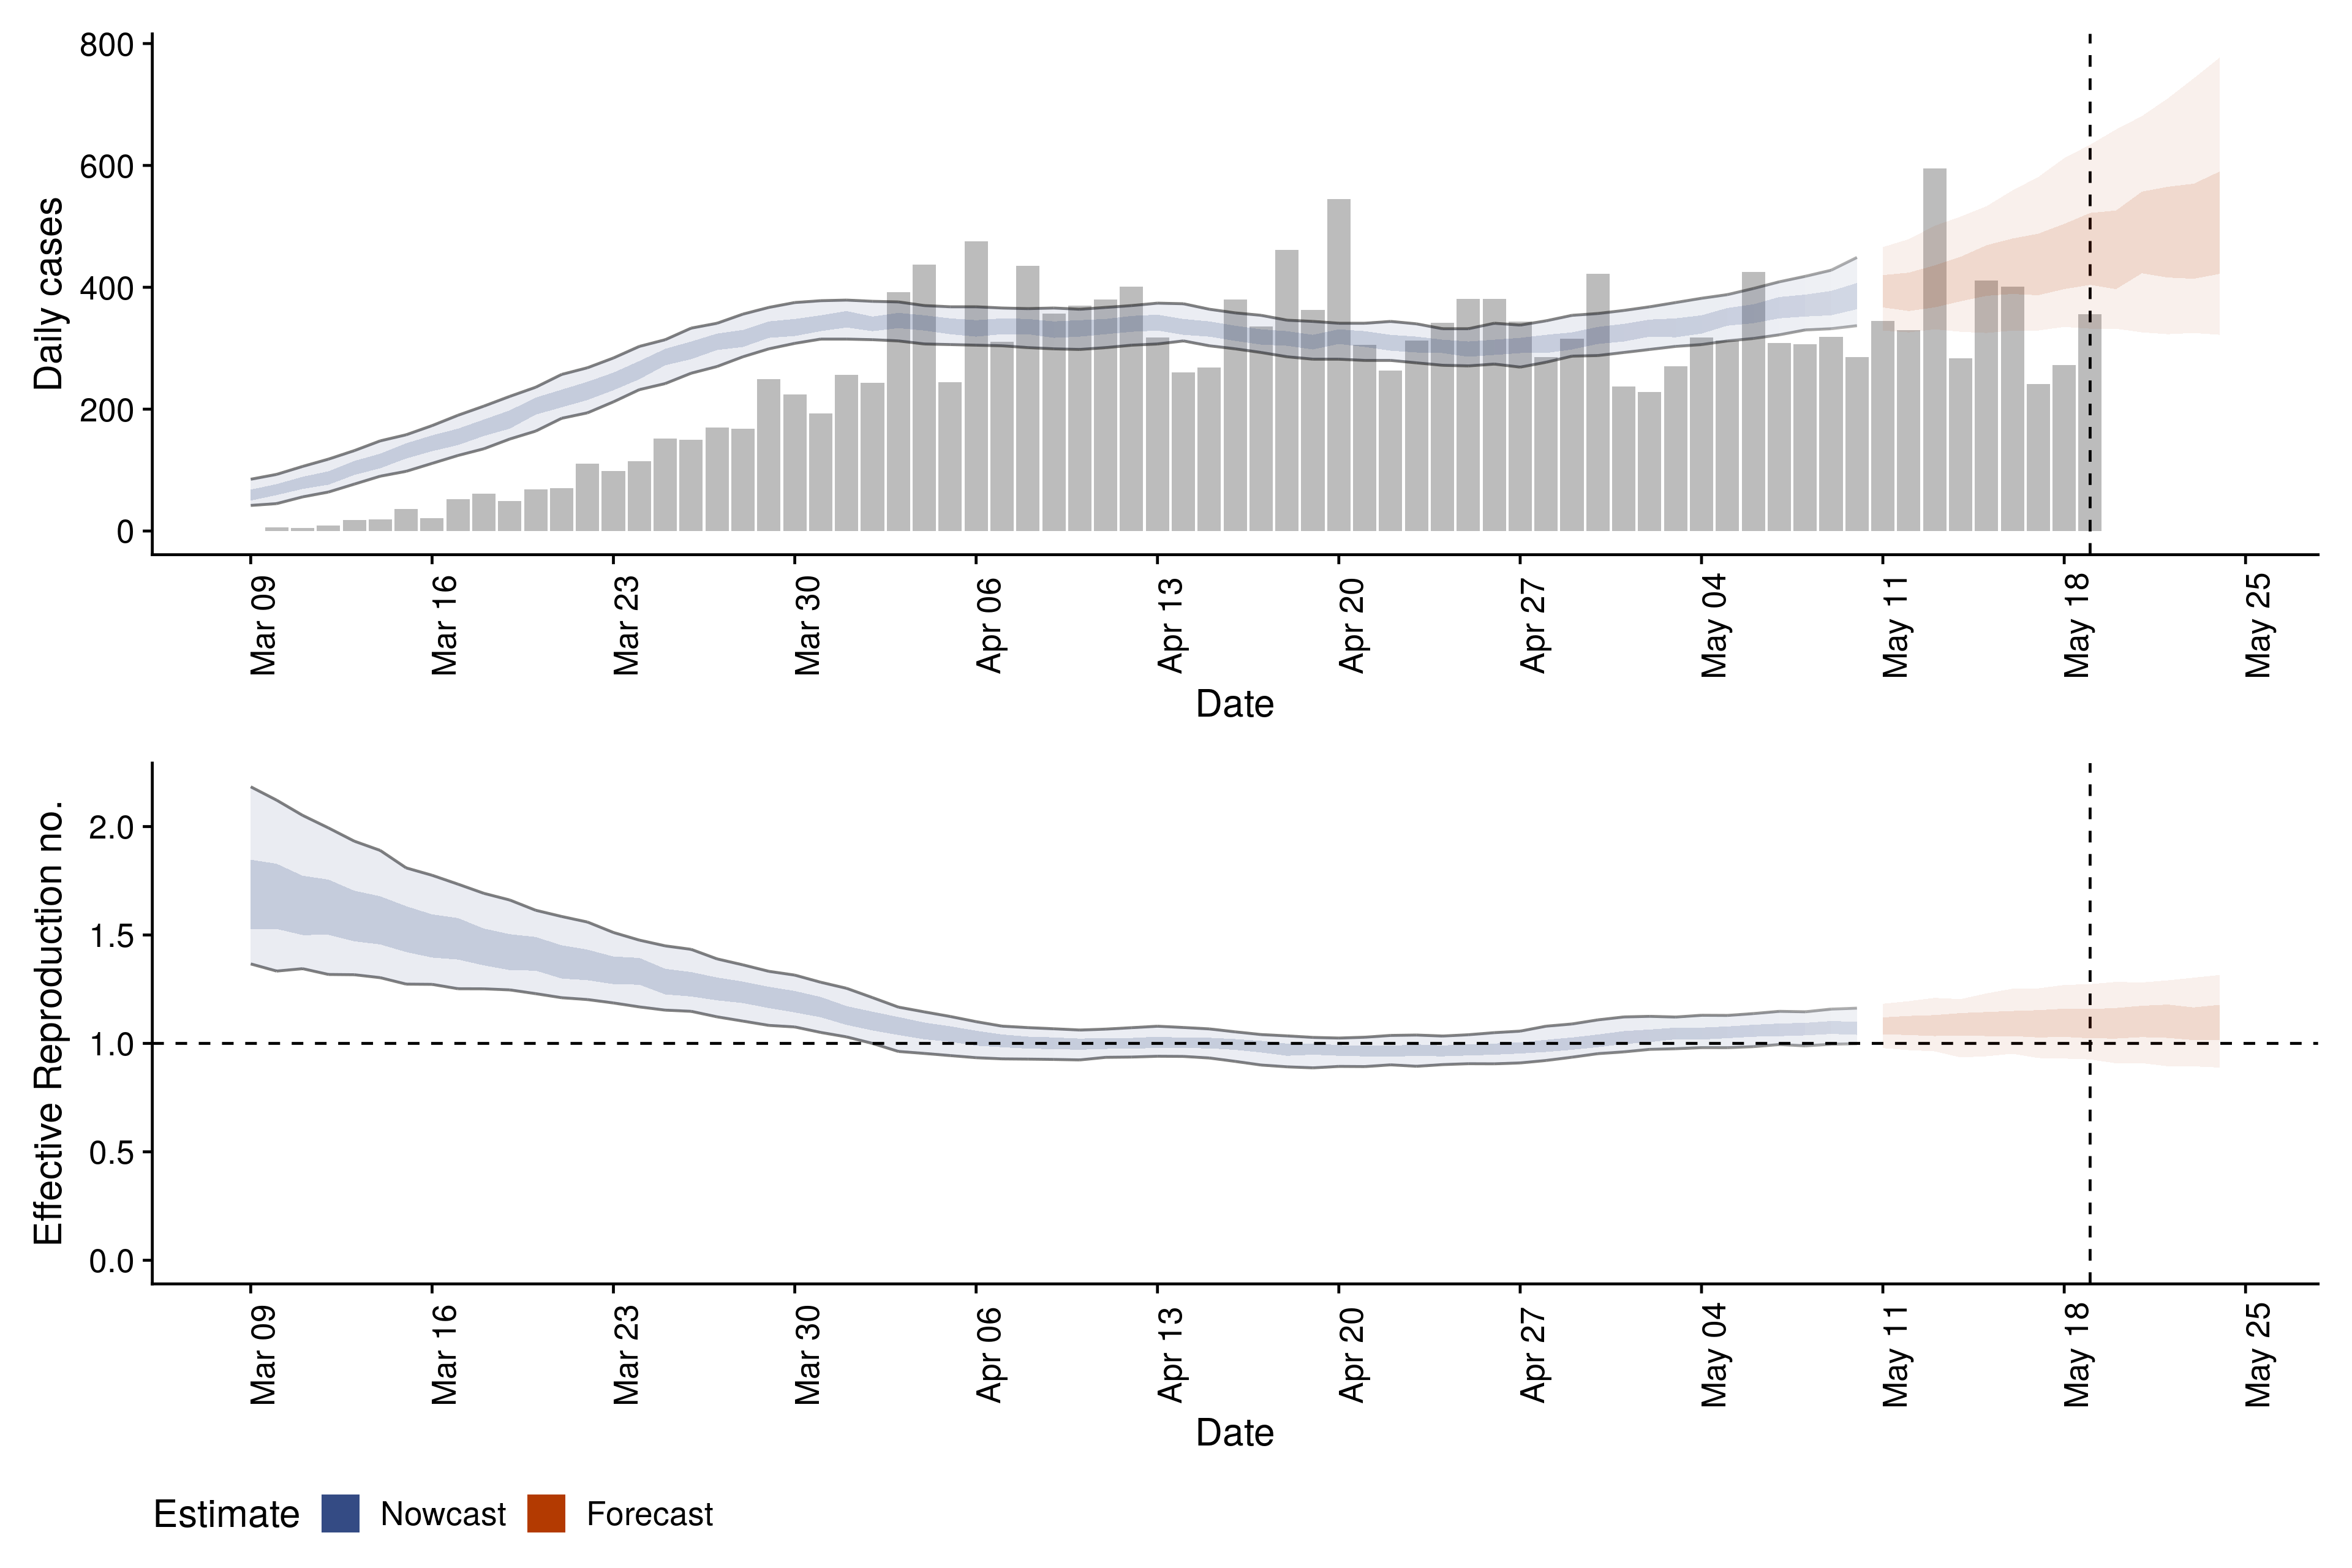 Daily cases
800
600
400
200
0
Mar 09
Mar 16
Mar 23
Mar 30
Apr 06
Apr 13
Apr 20
Apr 27
May 04
May 11
May 18
May 25
Date
Effective Reproduction no.
2.0
1.5
1.0
0.5
0.0
Mar 09
Mar 16
Mar 23
Mar 30
Apr 06
Apr 13
Apr 20
Apr 27
May 04
May 11
May 18
May 25
Date
Estimate Nowcast Forecast